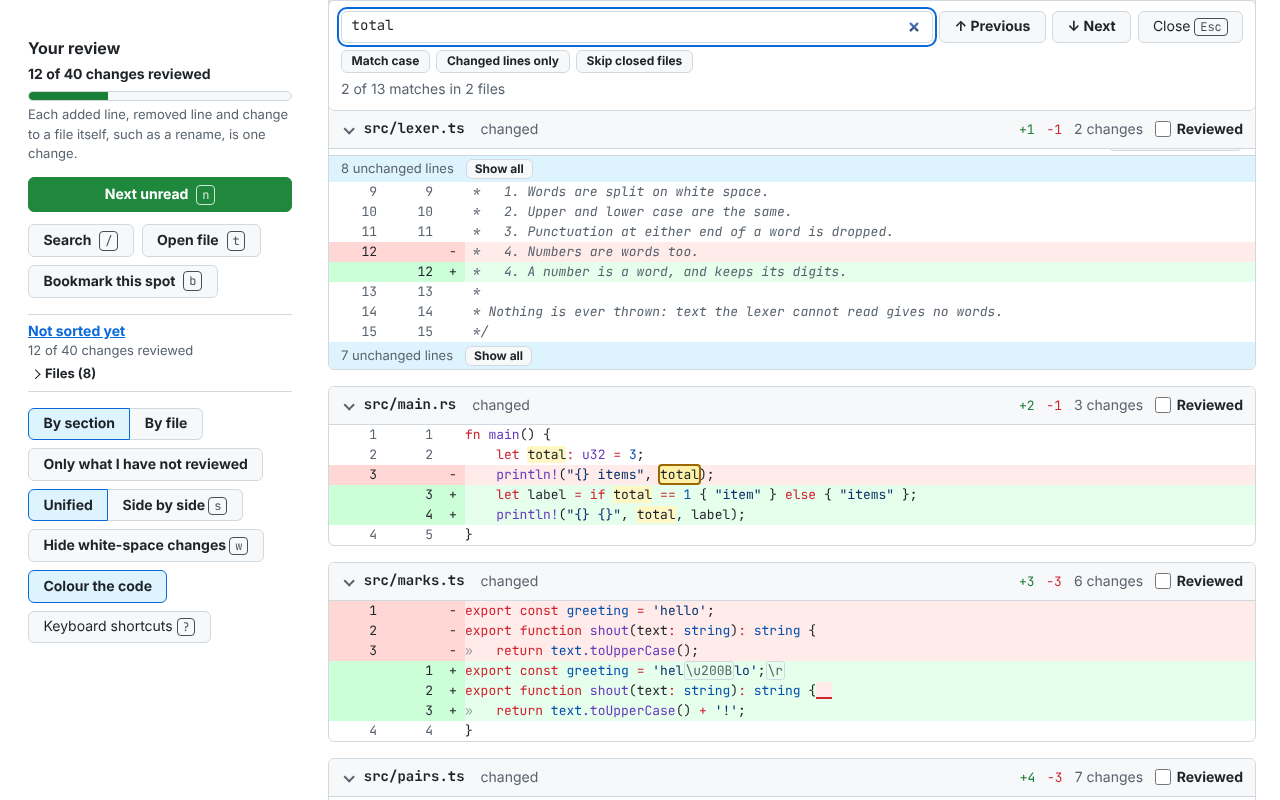 Your review
12 of 40 changes reviewed
Each added line, removed line and change
to a file itself, such as a rename, is one
change.
Next unread n
Search / Open file t
Bookmark this spot b
Not sorted yet
12 of 40 changes reviewed
Files (8)
By section By file
Only what I have not reviewed
Unified Side by side s
Hide white-space changes w
Colour the code
Keyboard shortcuts ?
total × ↑ Previous ↓ Next Close Esc
Match case Changed lines only Skip closed files
2 of 13 matches in 2 files
src/lexer.ts changed +1 -1 2 changes Reviewed
8 unchanged lines Show all
9 9 * 1. Words are split on white space.
10 10 * 2. Upper and lower case are the same.
11 11 * 3. Punctuation at either end of a word is dropped.
12 - * 4. Numbers are words too.
12 + * 4. A number is a word, and keeps its digits.
13 13 *
14 14 * Nothing is ever thrown: text the lexer cannot read gives no words.
15 15 */
7 unchanged lines Show all
src/main.rs changed +2 -1 3 changes Reviewed
1 1 fn main() {
2 2 let total: u32 = 3;
3 - println!("{} items", total);
3 + let label = if total == 1 { "item" } else { "items" };
4 + println!("{} {}", total, label);
4 5 }
src/marks.ts changed +3 -3 6 changes Reviewed
1 - export const greeting = 'hello';
2 - export function shout(text: string): string {
3 - » return text.toUpperCase();
1 + export const greeting = 'hel\u200Blo';\r
2 + export function shout(text: string): string {
3 + » return text.toUpperCase() + '!';
4 4 }
src/pairs.ts changed +4 -3 7 changes Reviewed